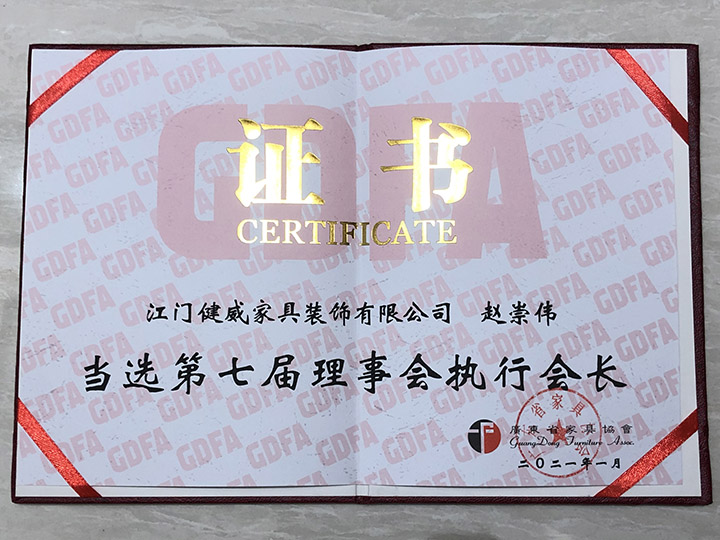 证书
CERTIFICATE
江门健威家具装饰有限公司 赵崇伟
当选第七届理事会执行会长
廣東省家具協會
GuangDong Furniture Assoc.
二〇二一年一月
GDFA